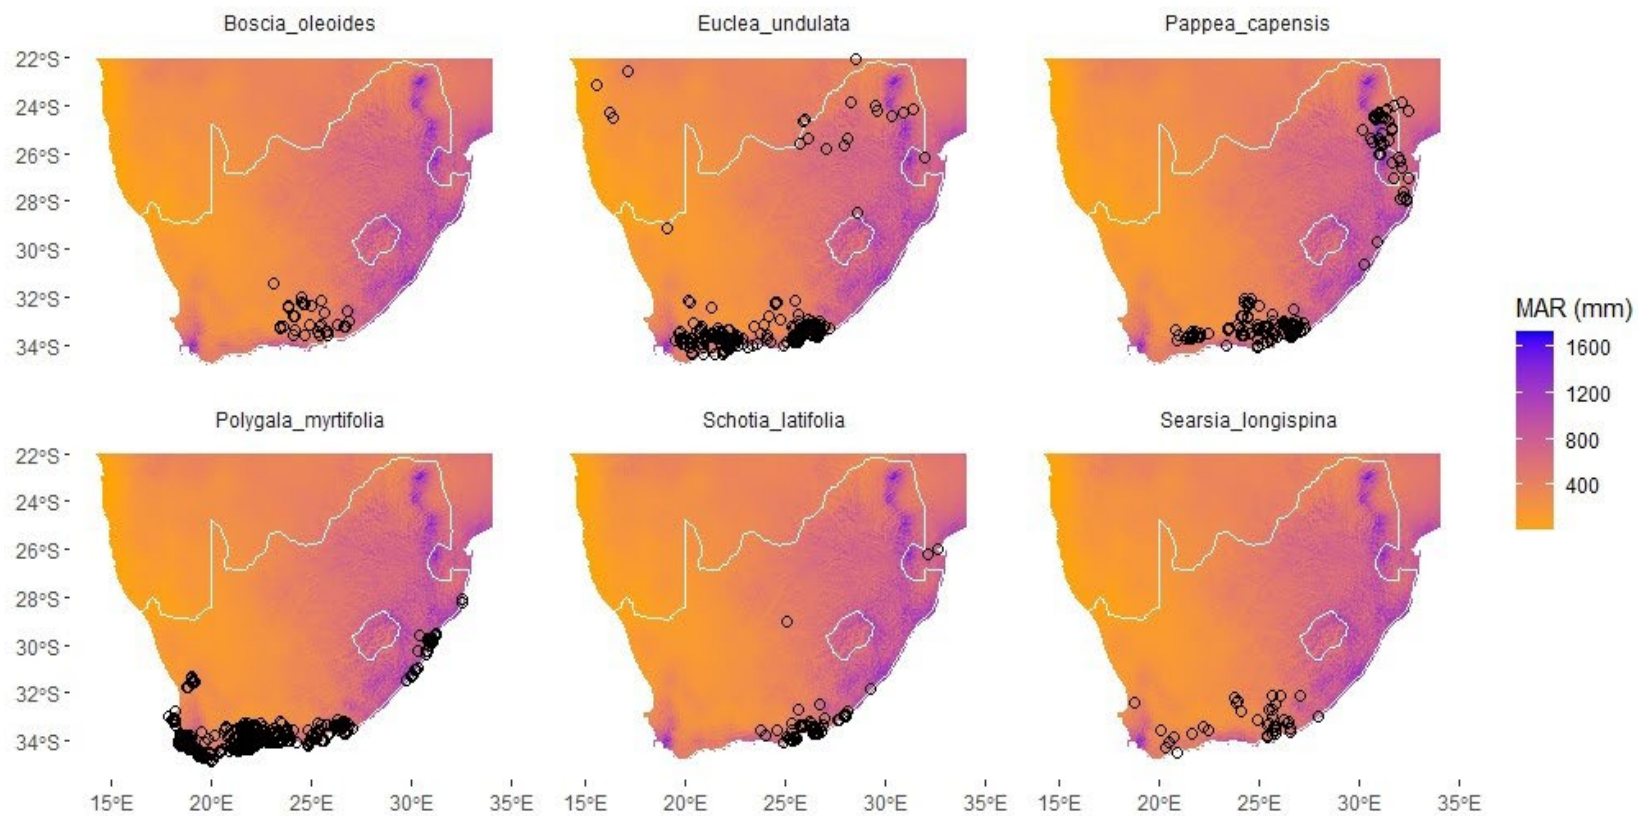 Boscia_oleoides
Euclea_undulata
Pappea_capensis
22°S
24°S
26°S
28°S
30°S
32°S
34°S
Polygala_myrtifolia
Schotia_latifolia
Searsia_longispina
22°S
24°S
26°S
28°S
30°S
32°S
34°S
15°E 20°E 25°E 30°E 35°E
15°E 20°E 25°E 30°E 35°E
15°E 20°E 25°E 30°E 35°E
MAR (mm)
1600
1200
800
400